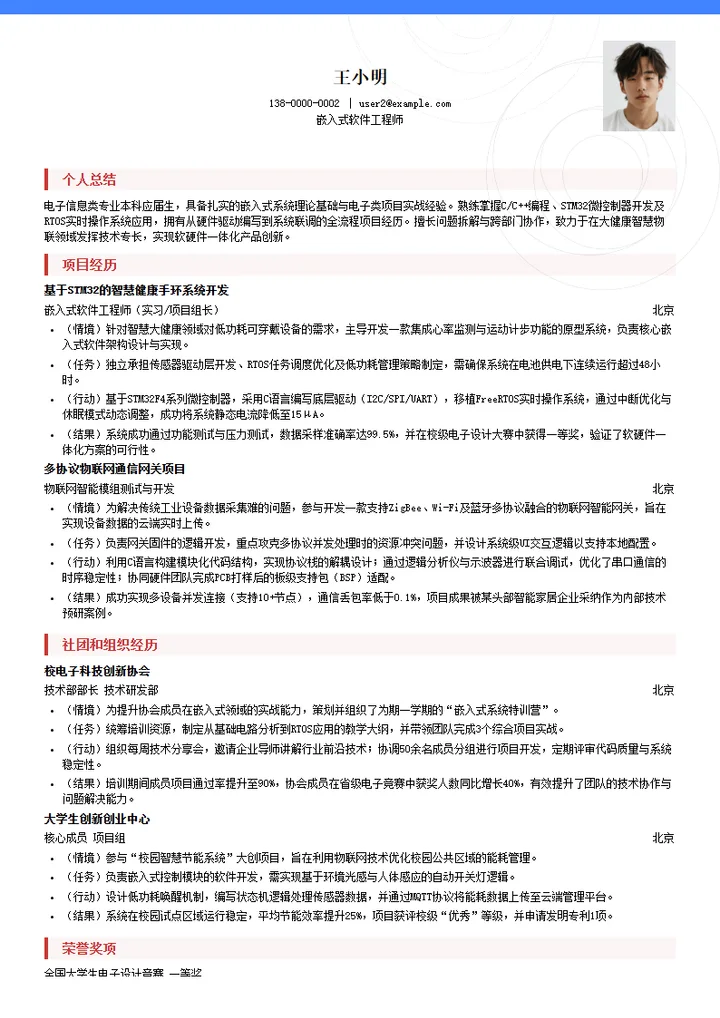 王小明
138-0000-0002 | user2@example.com
嵌入式软件工程师
个人总结
电子信息类专业本科应届生，具备扎实的嵌入式系统理论基础与电子类项目实战经验。熟练掌握C/C++编程、STM32微控制器开发及
RTOS实时操作系统应用，拥有从硬件驱动编写到系统联调的全流程项目经历。擅长问题拆解与跨部门协作，致力于在大健康智慧物
联领域发挥技术专长，实现软硬件一体化产品创新。
项目经历
基于STM32的智慧健康手环系统开发
嵌入式软件工程师（实习/项目组长） 北京
• （情境）针对智慧大健康领域对低功耗可穿戴设备的需求，主导开发一款集成心率监测与运动计步功能的原型系统，负责核心嵌
入式软件架构设计与实现。
• （任务）独立承担传感器驱动层开发、RTOS任务调度优化及低功耗管理策略制定，需确保系统在电池供电下连续运行超过48小
时。
• （行动）基于STM32F4系列微控制器，采用C语言编写底层驱动（I2C/SPI/UART），移植FreeRTOS实时操作系统，通过中断优化与
休眠模式动态调整，成功将系统静态电流降低至15μA。
• （结果）系统成功通过功能测试与压力测试，数据采样准确率达99.5%，并在校级电子设计大赛中获得一等奖，验证了软硬件一
体化方案的可行性。
多协议物联网通信网关项目
物联网智能模组测试与开发 北京
• （情境）为解决传统工业设备数据采集难的问题，参与开发一款支持ZigBee、Wi-Fi及蓝牙多协议融合的物联网智能网关，旨在
实现设备数据的云端实时上传。
• （任务）负责网关固件的逻辑开发，重点攻克多协议并发处理时的资源冲突问题，并设计系统级UI交互逻辑以支持本地配置。
• （行动）利用C语言构建模块化代码结构，实现协议栈的解耦设计；通过逻辑分析仪与示波器进行联合调试，优化了串口通信的
时序稳定性；协同硬件团队完成PCB打样后的板级支持包（BSP）适配。
• （结果）成功实现多设备并发连接（支持10+节点），通信丢包率低于0.1%，项目成果被某头部智能家居企业采纳作为内部技术
预研案例。
社团和组织经历
校电子科技创新协会
技术部部长 技术研发部 北京
• （情境）为提升协会成员在嵌入式领域的实战能力，策划并组织了为期一学期的“嵌入式系统特训营”。
• （任务）统筹培训资源，制定从基础电路分析到RTOS应用的教学大纲，并带领团队完成3个综合项目实战。
• （行动）组织每周技术分享会，邀请企业导师讲解行业前沿技术；协调50余名成员分组进行项目开发，定期评审代码质量与系统
稳定性。
• （结果）培训期间成员项目通过率提升至90%，协会成员在省级电子竞赛中获奖人数同比增长40%，有效提升了团队的技术协作与
问题解决能力。
大学生创新创业中心
核心成员 项目组 北京
• （情境）参与“校园智慧节能系统”大创项目，旨在利用物联网技术优化校园公共区域的能耗管理。
• （任务）负责嵌入式控制模块的软件开发，需实现基于环境光感与人体感应的自动开关灯逻辑。
• （行动）设计低功耗唤醒机制，编写状态机逻辑处理传感器数据，并通过MQTT协议将能耗数据上传至云端管理平台。
• （结果）系统在校园试点区域运行稳定，平均节能效率提升25%，项目获评校级“优秀”等级，并申请发明专利1项。
荣誉奖项
全国大学生电子设计竞赛 一等奖